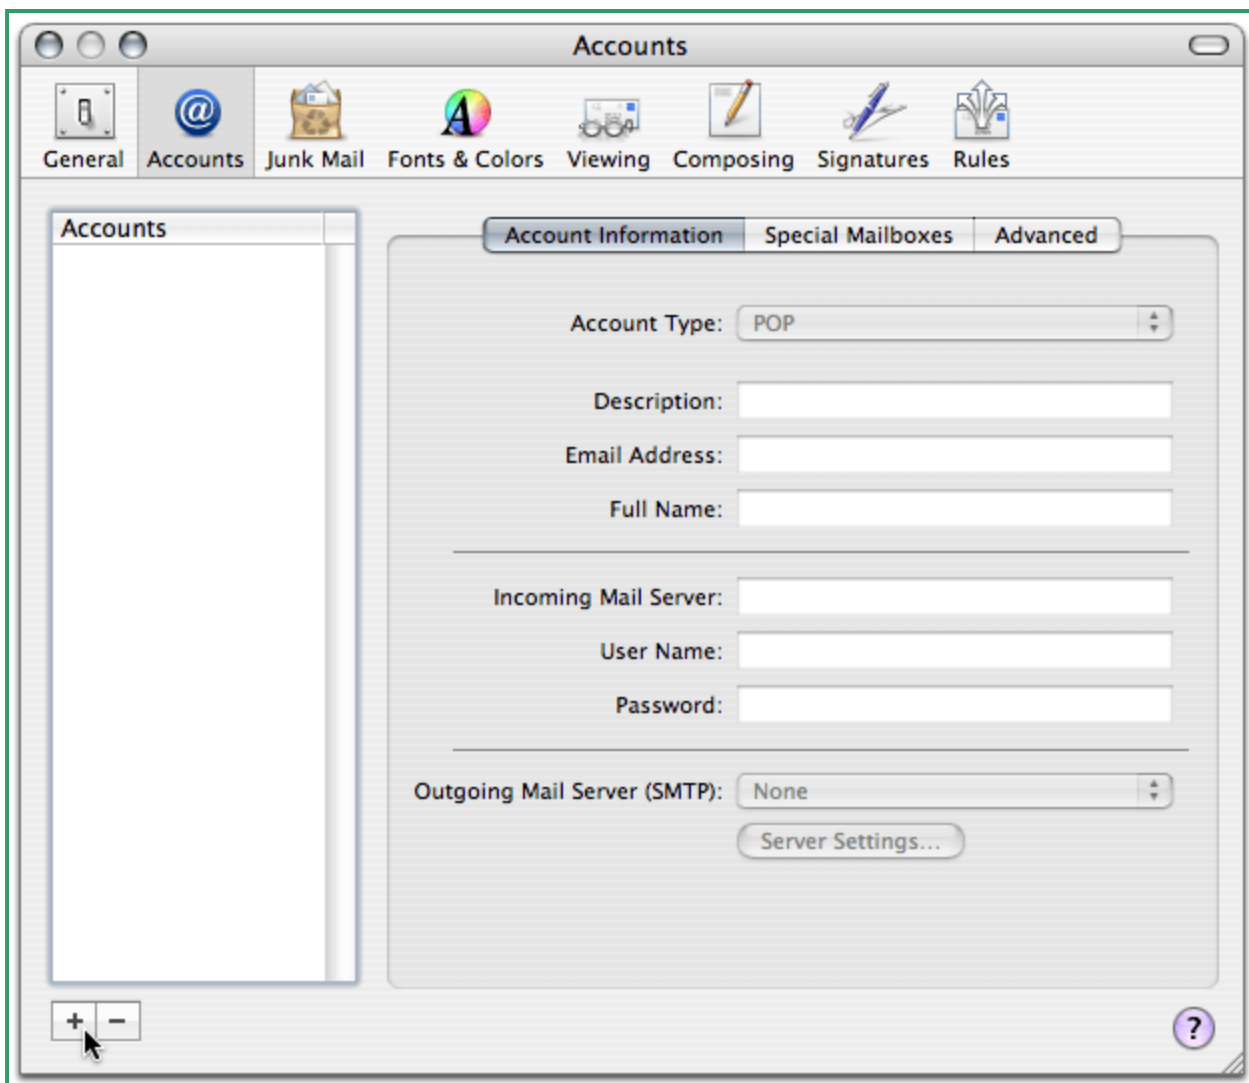 Accounts
General Accounts Junk Mail Fonts & Colors Viewing Composing Signatures Rules
Accounts
Account Information Special Mailboxes Advanced
Account Type: POP
Description:
Email Address:
Full Name:
Incoming Mail Server:
User Name:
Password:
Outgoing Mail Server (SMTP): None
Server Settings...
+ −
?